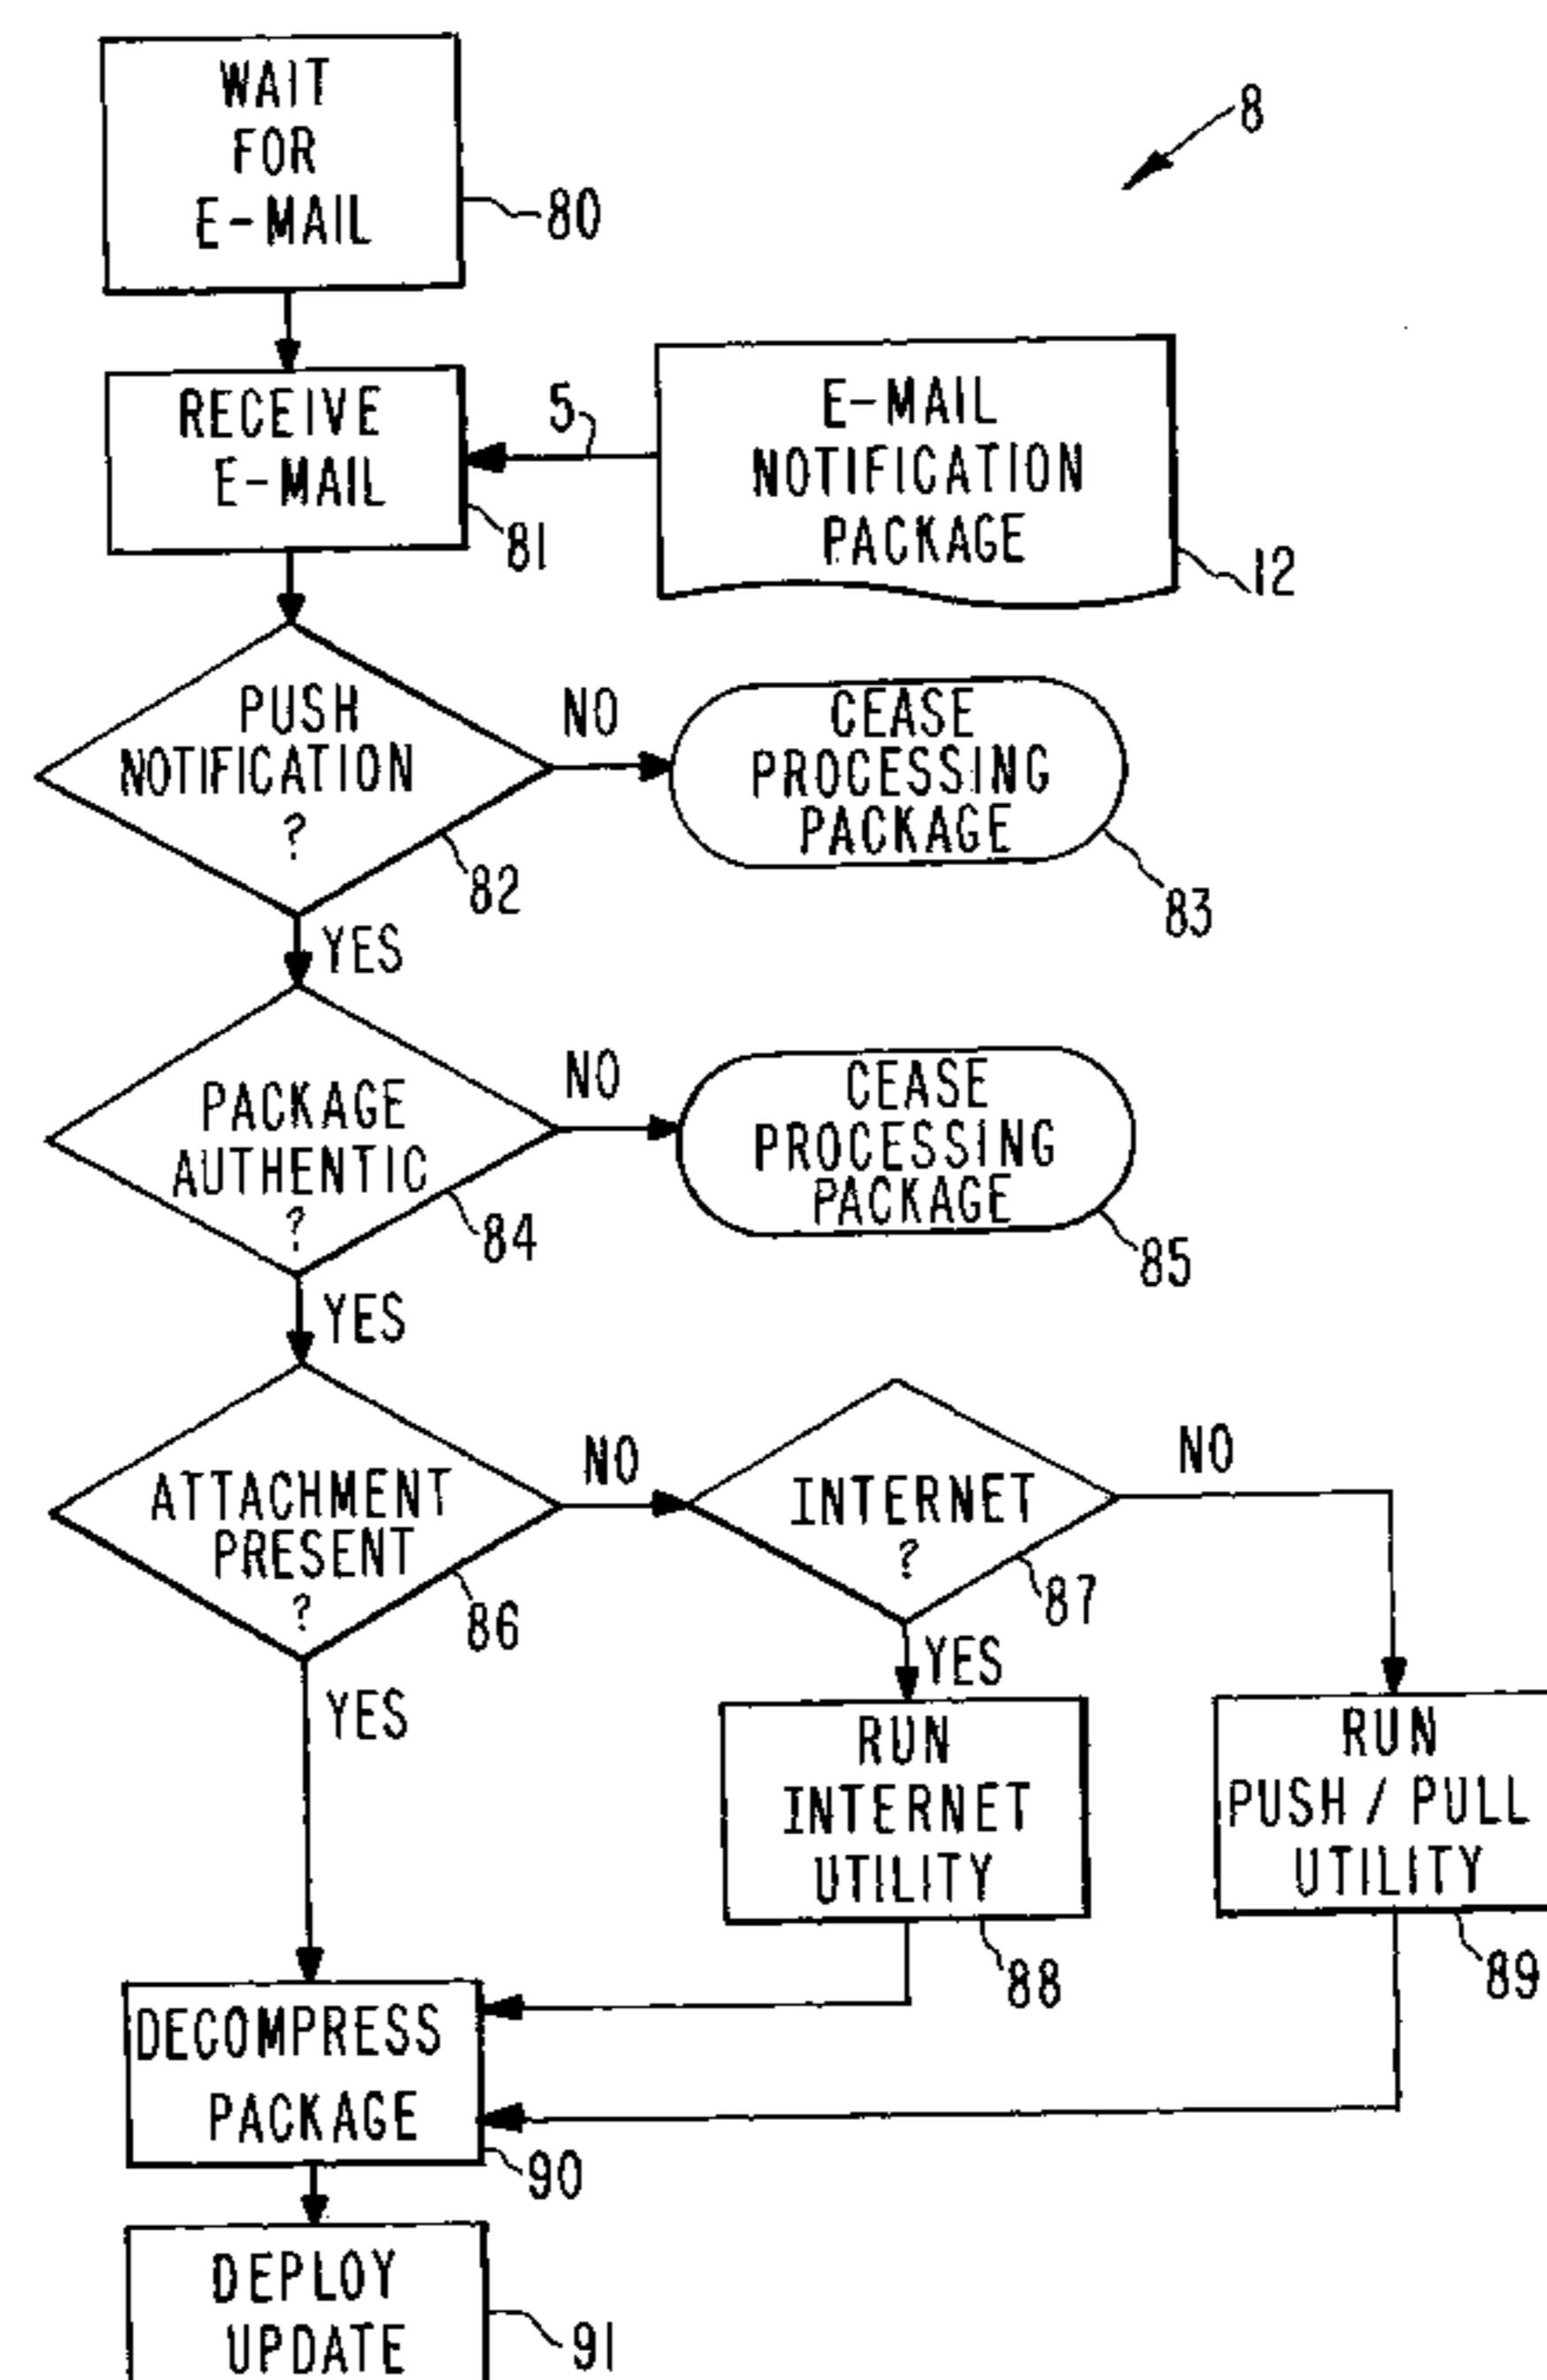 WAIT
FOR
E-MAIL
80
8
RECEIVE
E-MAIL
81
5
E-MAIL
NOTIFICATION
PACKAGE
12
PUSH
NOTIFICATION
?
82
NO
CEASE
PROCESSING
PACKAGE
83
YES
PACKAGE
AUTHENTIC
?
84
NO
CEASE
PROCESSING
PACKAGE
85
YES
ATTACHMENT
PRESENT
?
86
NO
INTERNET
?
87
NO
YES
YES
RUN
INTERNET
UTILITY
88
RUN
PUSH / PULL
UTILITY
89
DECOMPRESS
PACKAGE
90
DEPLOY
UPDATE
91